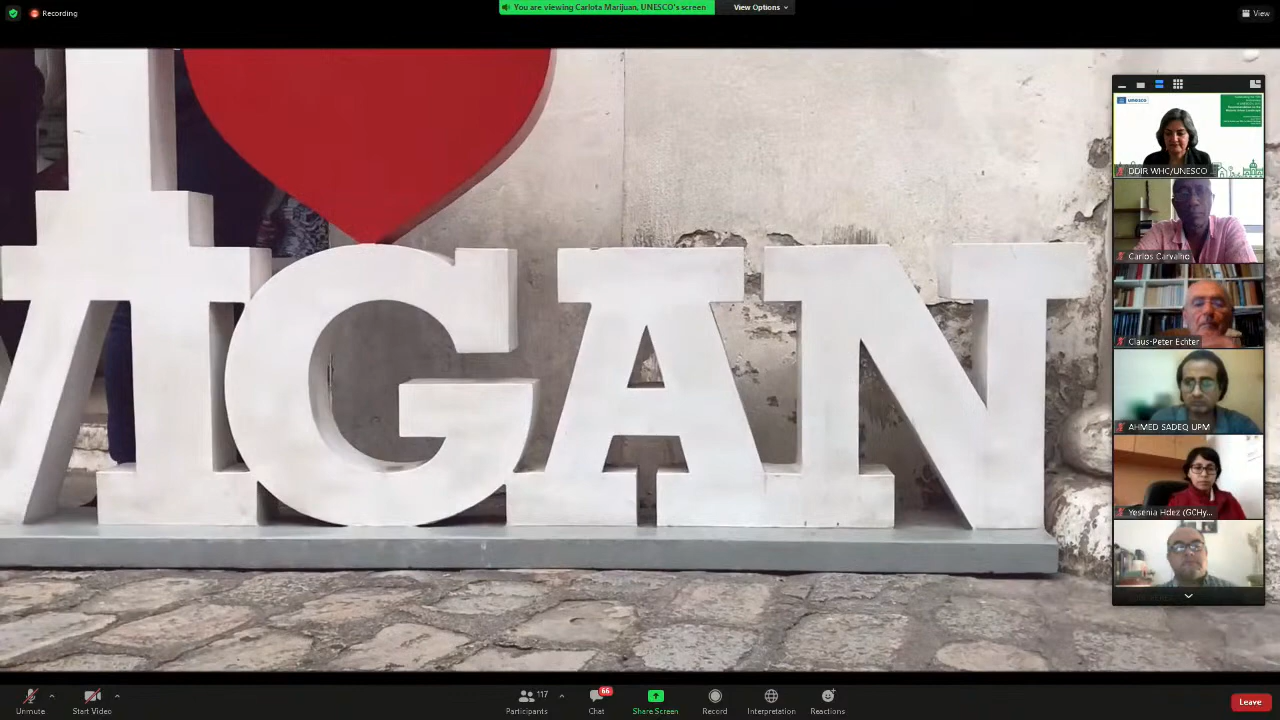 Recording
You are viewing Carlota Marijuan, UNESCO's screen
View Options
View
I
VIGAN
unesco
DDIR WHC/UNESCO
Carlos Carvalho
Claus-Peter Echter
AHMED SADEQ UPM
Yesenia Hdez (GCHy...
Unmute
Start Video
117
Participants
66
Chat
Share Screen
Record
Interpretation
Reactions
Leave